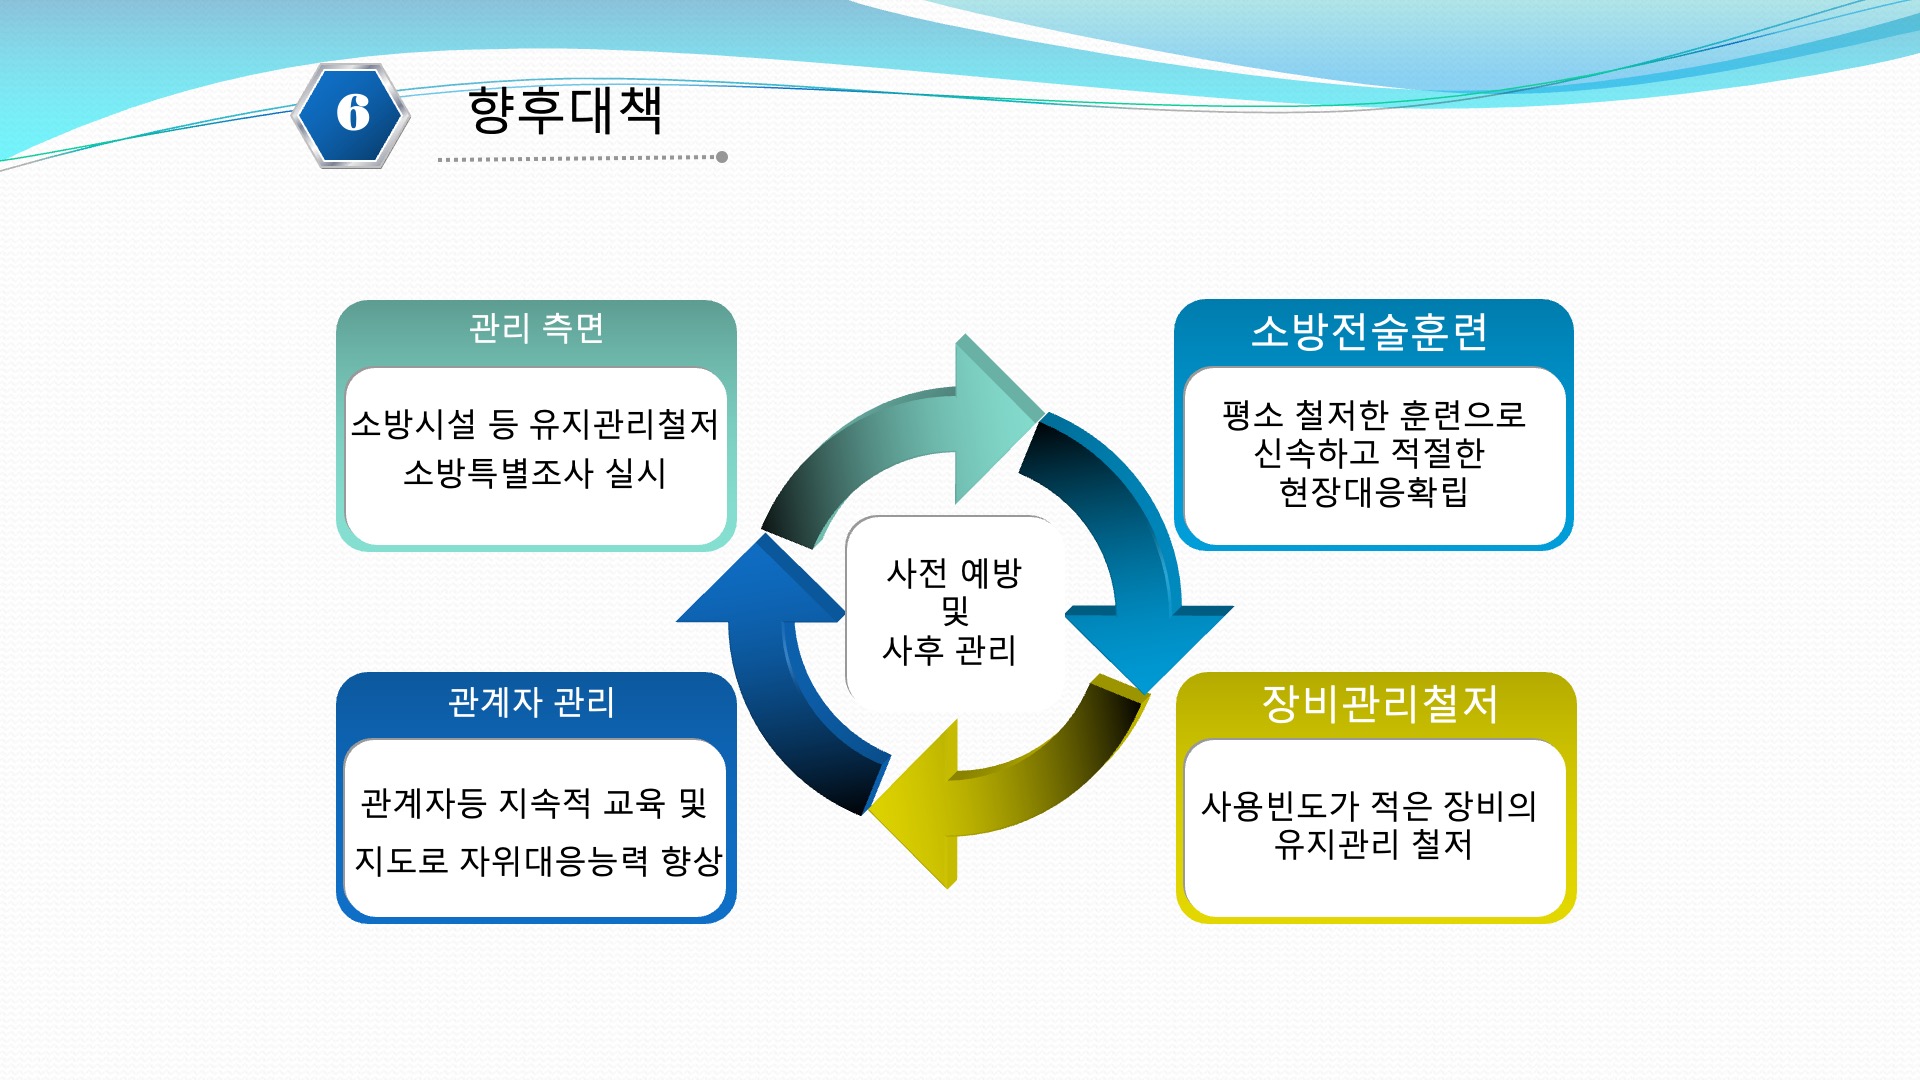 6
향후대책
관리 측면
소방시설 등 유지관리철저
소방특별조사 실시
소방전술훈련
평소 철저한 훈련으로
신속하고 적절한
현장대응확립
사전 예방
및
사후 관리
관계자 관리
관계자등 지속적 교육 및
지도로 자위대응능력 향상
장비관리철저
사용빈도가 적은 장비의
유지관리 철저